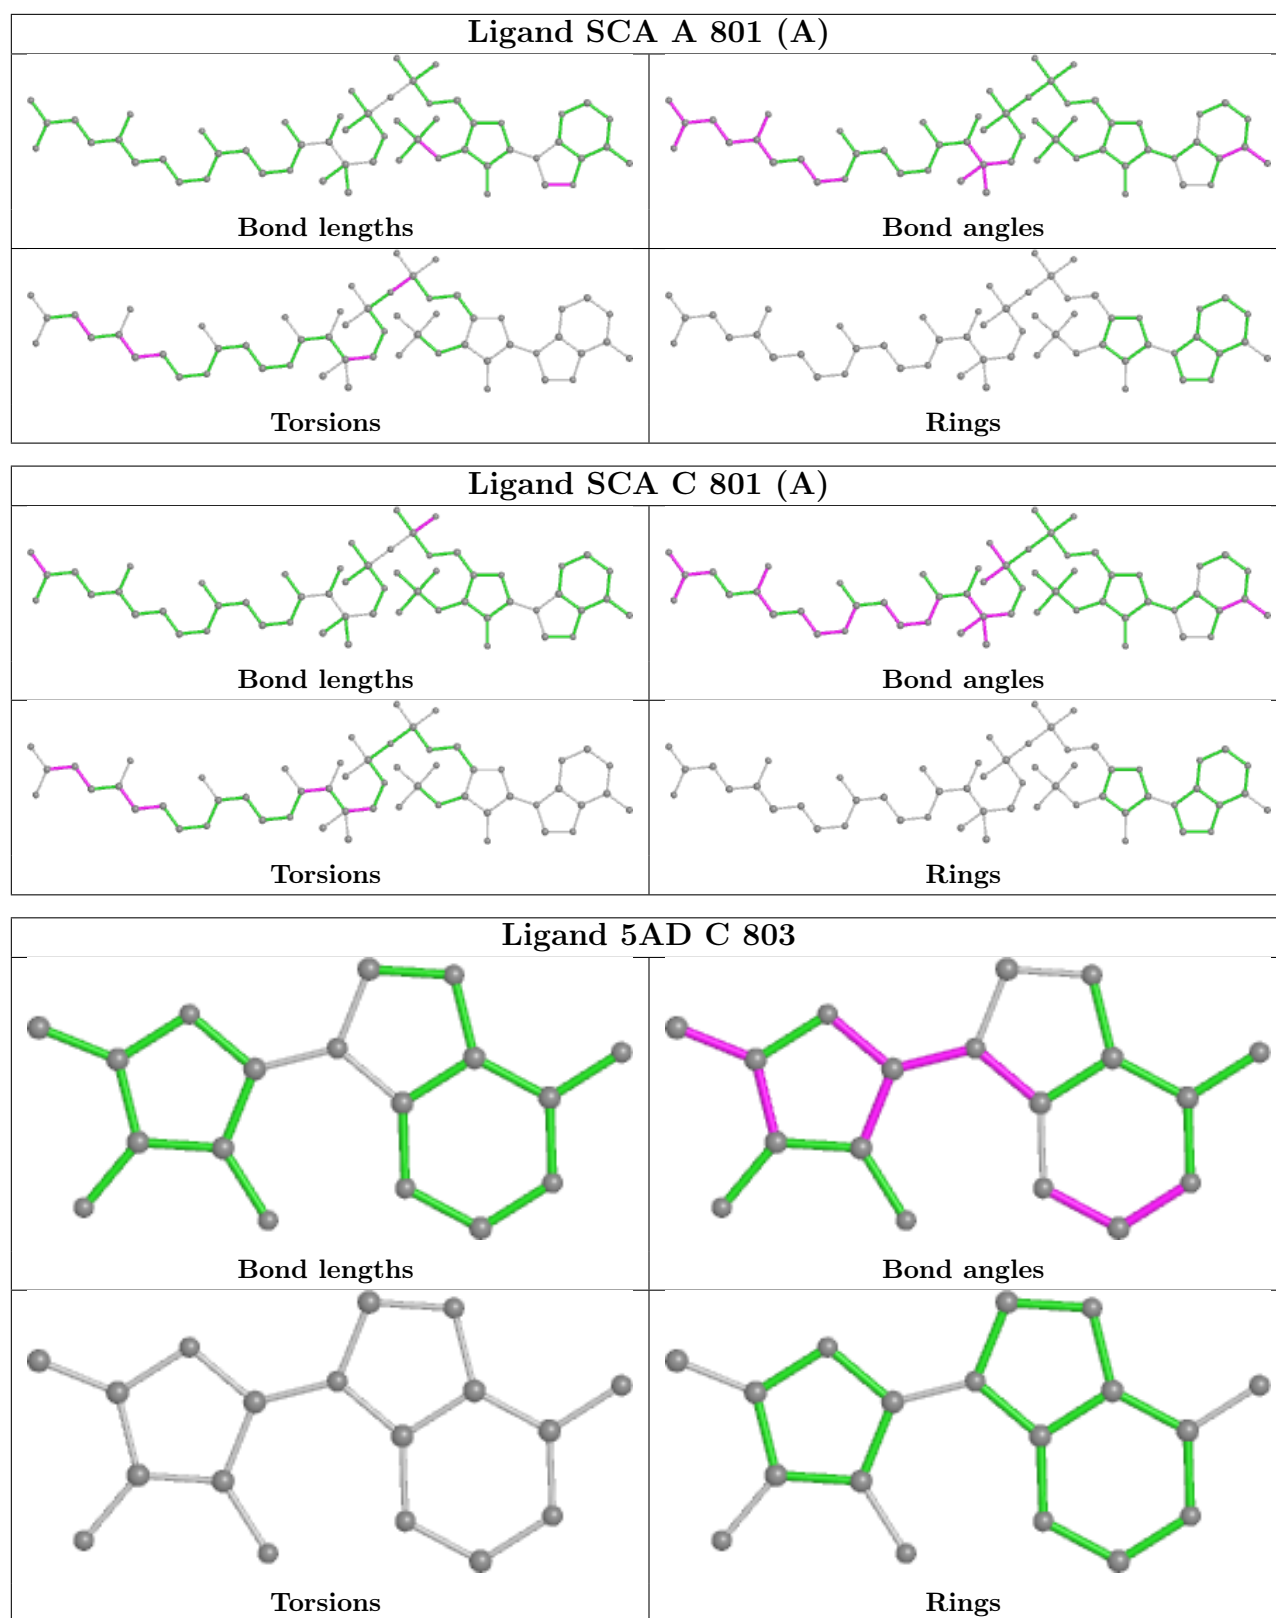 Ligand SCA A 801 (A)
Bond lengths
Bond angles
Torsions
Rings
Ligand SCA C 801 (A)
Bond lengths
Bond angles
Torsions
Rings
Ligand 5AD C 803
Bond lengths
Bond angles
Torsions
Rings